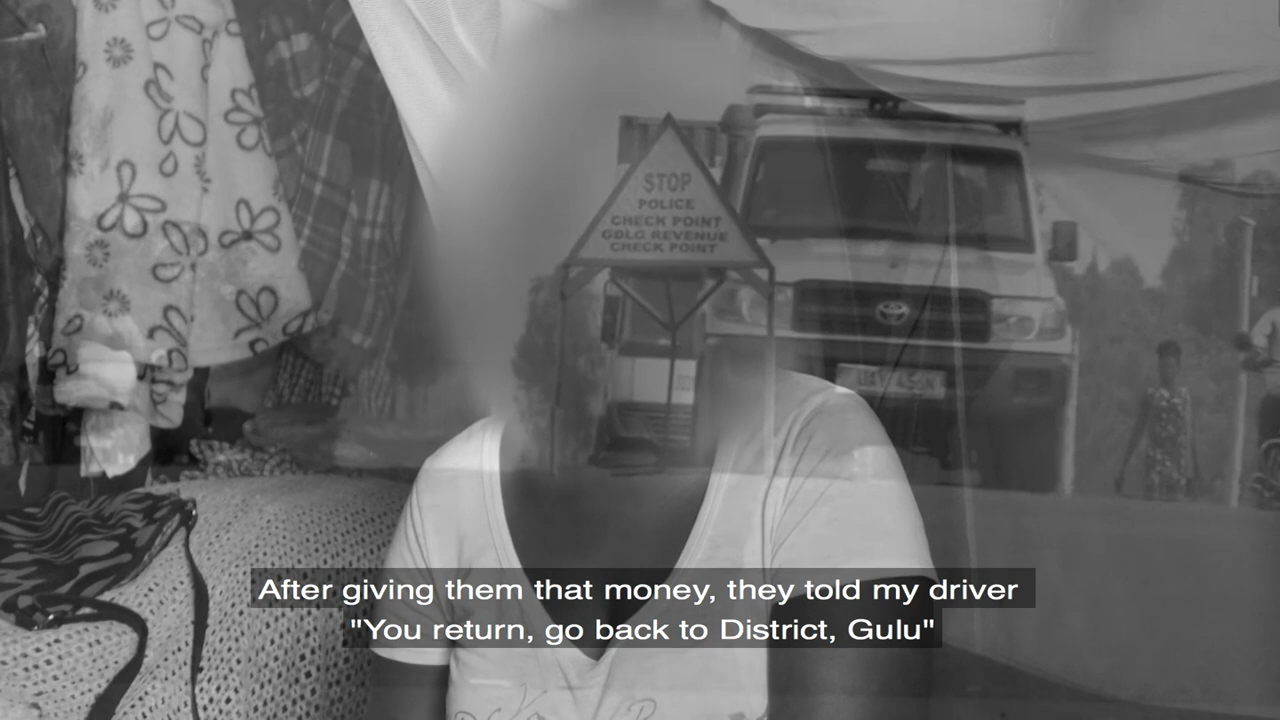 STOP
POLICE
CHECK POINT
GDLG REVENUE
CHECK POINT
After giving them that money, they told my driver
"You return, go back to District, Gulu"